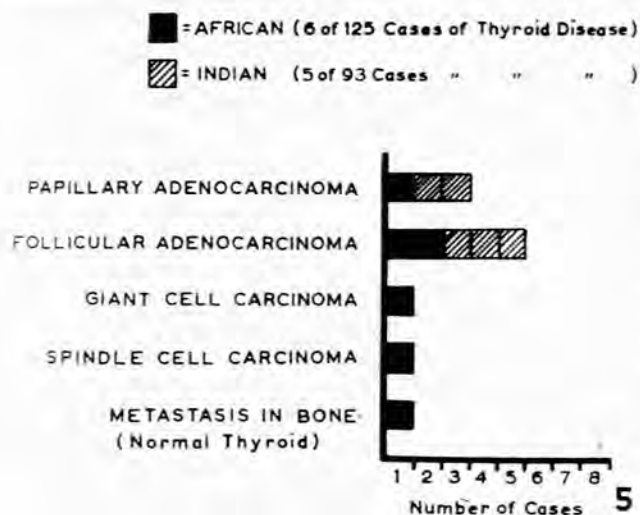 = AFRICAN (6 of 125 Cases of Thyroid Disease)
= INDIAN (5 of 93 Cases " " " )
PAPILLARY ADENOCARCINOMA
FOLLICULAR ADENOCARCINOMA
GIANT CELL CARCINOMA
SPINDLE CELL CARCINOMA
METASTASIS IN BONE
(Normal Thyroid)
1 2 3 4 5 6 7 8
Number of Cases 5